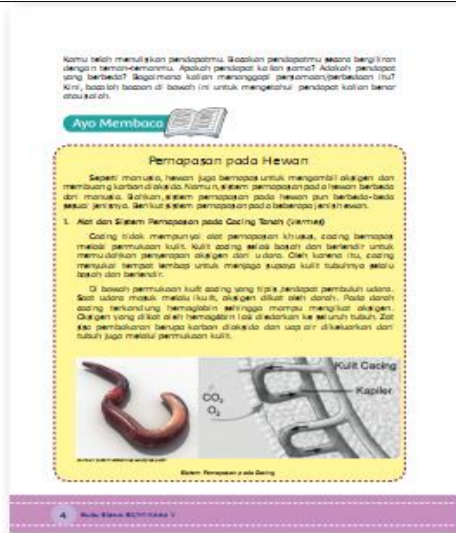 Kamu telah menuliskan pendapatmu. Bacakan pendapatmu secara bergiliran
dengan teman-temanmu. Apakah pendapat kalian sama? Adakah pendapat
yang berbeda? Bagaimana kalian menanggapi persamaan/perbedaan itu?
Kini, bacalah bacaan di bawah ini untuk mengetahui pendapat kalian benar
atau salah.
Ayo Membaca
Pernapasan pada Hewan
Seperti manusia, hewan juga bernapas untuk mengambil oksigen dan
membuang karbon dioksida. Namun, sistem pernapasan pada hewan berbeda
dari manusia. Bahkan, sistem pernapasan pada hewan pun berbeda-beda
sesuai jenisnya. Berikut sistem pernapasan pada beberapa jenis hewan.
1. Alat dan Sistem Pernapasan pada Cacing Tanah (Vermes)
Cacing tidak mempunyai alat pernapasan khusus, cacing bernapas
melalui permukaan kulit. Kulit cacing selalu basah dan berlendir untuk
memudahkan penyerapan oksigen dari udara. Oleh karena itu, cacing
menyukai tempat lembap untuk menjaga supaya kulit tubuhnya selalu
basah dan berlendir.
Di bawah permukaan kulit cacing yang tipis, terdapat pembuluh udara.
Saat udara masuk melalui kulit, oksigen diikat oleh darah. Pada darah
cacing terkandung hemoglobin sehingga mampu mengikat oksigen.
Oksigen yang diikat oleh hemoglobin lalu diedarkan ke seluruh tubuh. Zat
sisa pembakaran berupa karbon dioksida dan uap air dikeluarkan dari
tubuh juga melalui permukaan kulit.
Kulit Cacing
Kapiler
CO₂
O₂
Sistem Pernapasan pada Cacing
4 Buku Siswa SD/MI Kelas V